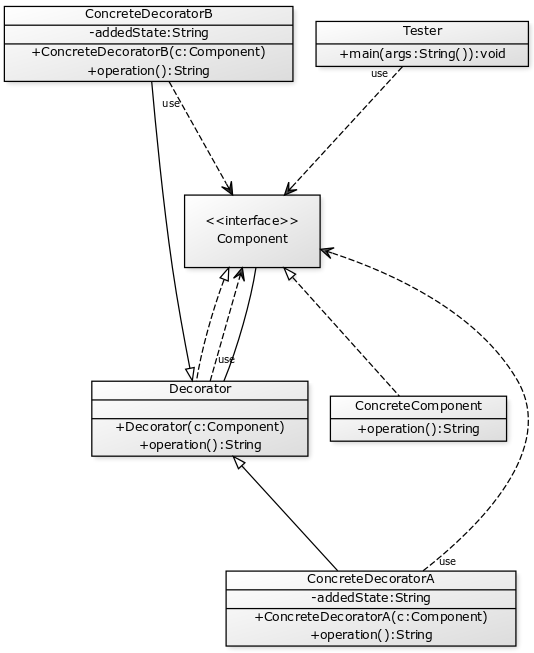 ConcreteDecoratorB
-addedState:String
+ConcreteDecoratorB(c:Component)
+operation():String
Tester
+main(args:String()):void
use
use
<<interface>>
Component
use
Decorator
+Decorator(c:Component)
+operation():String
ConcreteComponent
+operation():String
use
ConcreteDecoratorA
-addedState:String
+ConcreteDecoratorA(c:Component)
+operation():String